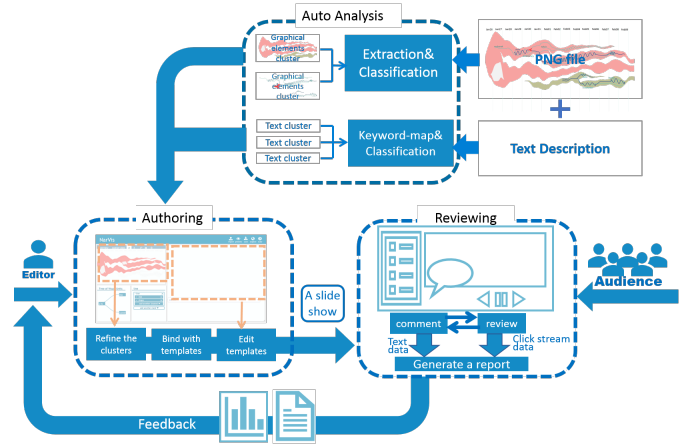 Auto Analysis
Graphical
elements
cluster
Extraction&
Classification
PNG file
Graphical
elements
cluster
Text cluster
Text cluster
Text cluster
Keyword-map&
Classification
Text Description
Authoring
Reviewing
NarVis
Editor
A slide
show
Audience
Refine the
clusters
Bind with
templates
Edit
templates
comment
review
Text
data
Click stream
data
Generate a report
Feedback